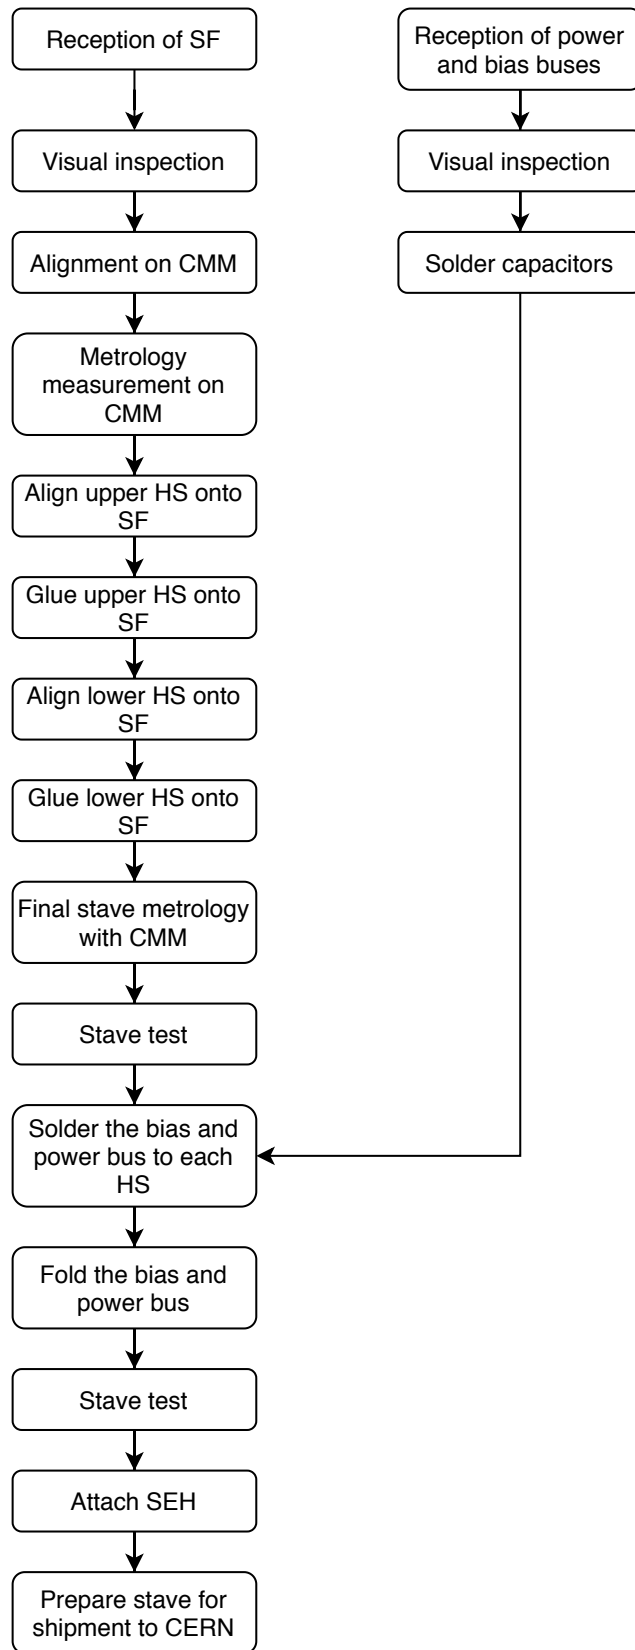 Reception of SF
Visual inspection
Alignment on CMM
Metrology
measurement on
CMM
Align upper HS onto
SF
Glue upper HS onto
SF
Align lower HS onto
SF
Glue lower HS onto
SF
Final stave metrology
with CMM
Stave test
Solder the bias and
power bus to each
HS
Fold the bias and
power bus
Stave test
Attach SEH
Prepare stave for
shipment to CERN
Reception of power
and bias buses
Visual inspection
Solder capacitors